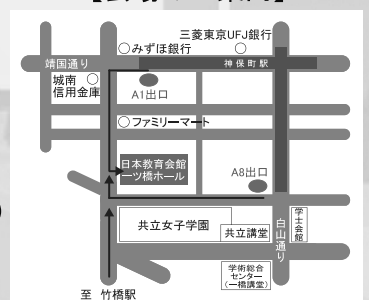 三菱東京UFJ銀行
みずほ銀行
靖国通り
神保町駅
城南
信用金庫
A1出口
ファミリーマート
日本教育会館
一ツ橋ホール
A8出口
共立女子学園
共立講堂
白山通り
学士会館
学術総合
センター
(一橋講堂)
至 竹橋駅